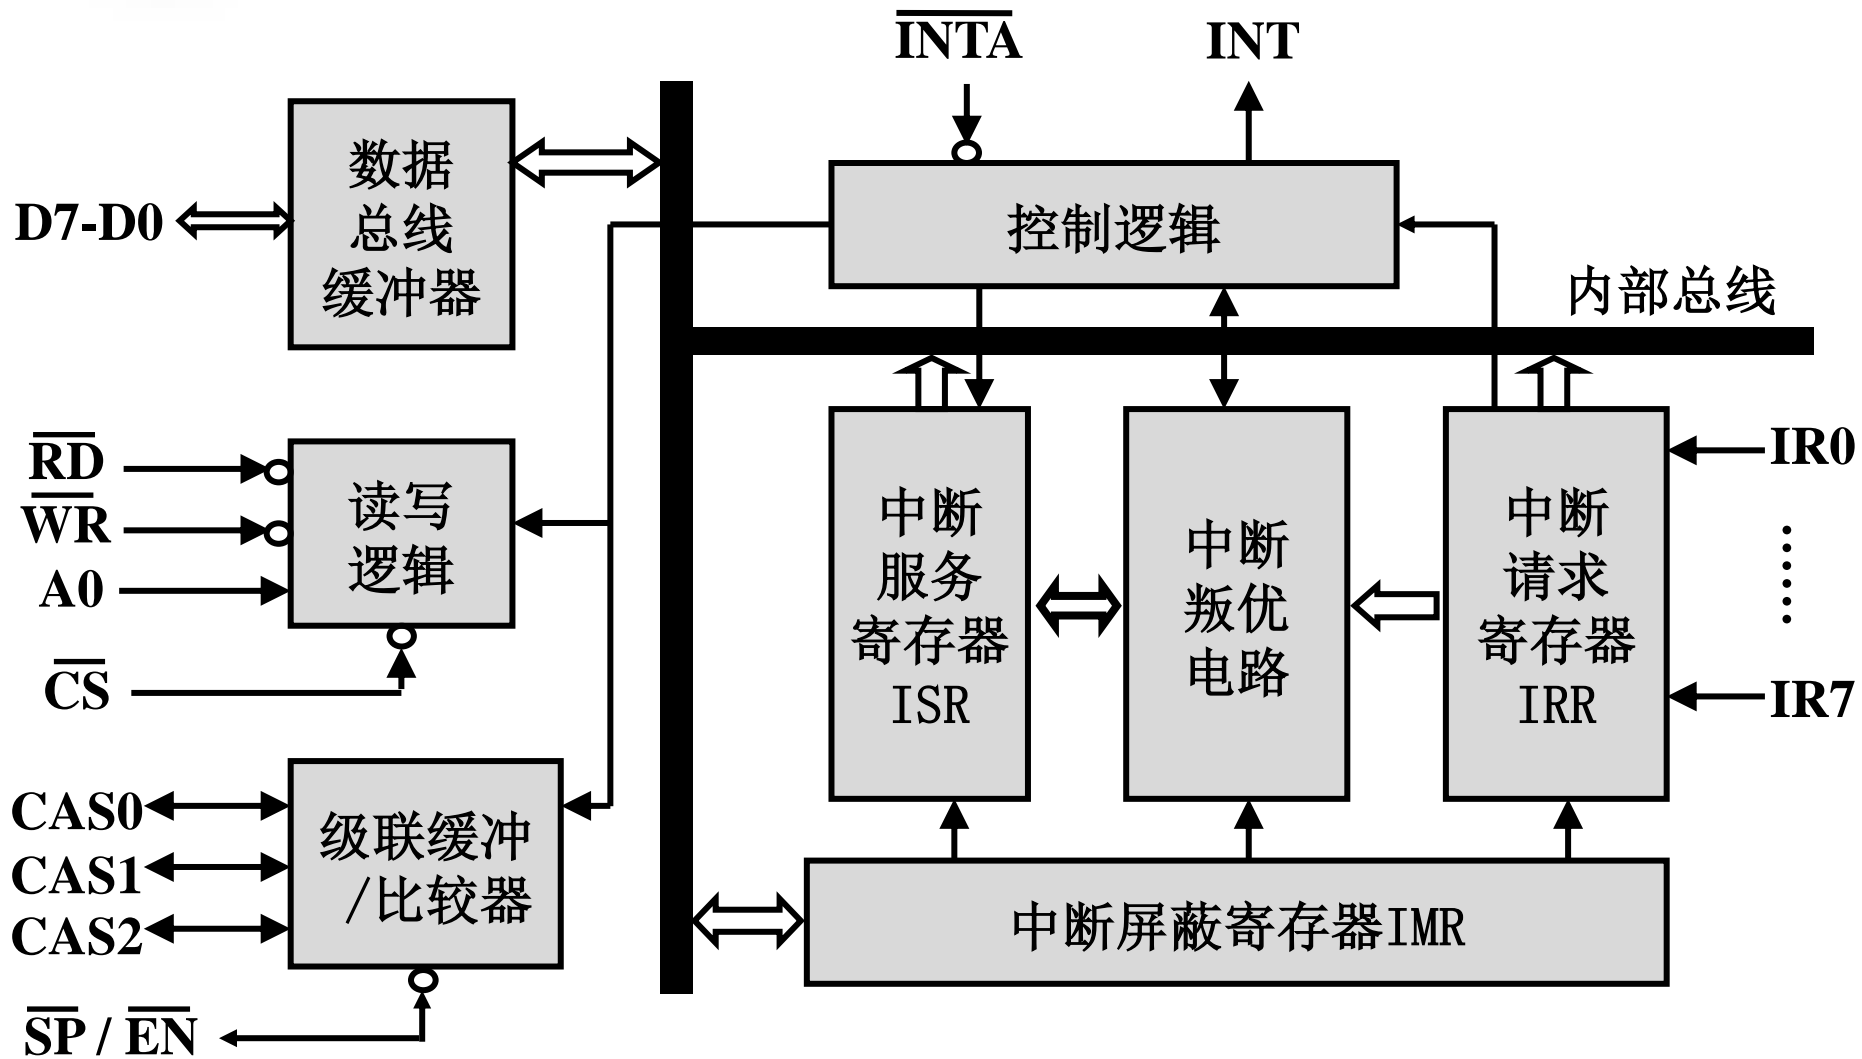 INTA
INT
数据
总线
缓冲器
D7-D0
控制逻辑
内部总线
RD
WR
A0
CS
读写
逻辑
中断
服务
寄存器
ISR
中断
叛优
电路
中断
请求
寄存器
IRR
IR0
......
IR7
CAS0
CAS1
CAS2
级联缓冲
/比较器
中断屏蔽寄存器IMR
SP / EN